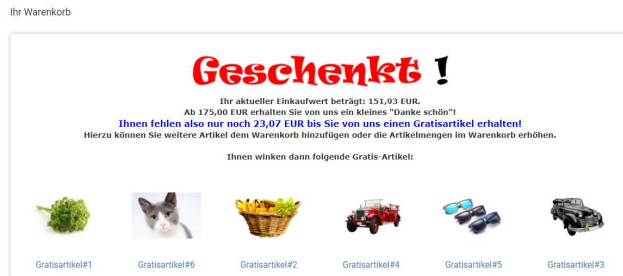 Ihr Warenkorb
Geschenkt !
Ihr aktueller Einkaufwert beträgt: 151,93 EUR.
Ab 175,00 EUR erhalten Sie von uns ein kleines "Danke schön"!
Ihnen fehlen also nur noch 23,07 EUR bis Sie von uns einen Gratisartikel erhalten!
Hierzu können Sie weitere Artikel dem Warenkorb hinzufügen oder die Artikelmengen im Warenkorb erhöhen.
Ihnen winken dann folgende Gratis-Artikel:
Gratisartikel#1 Gratisartikel#6 Gratisartikel#2 Gratisartikel#4 Gratisartikel#5 Gratisartikel#3